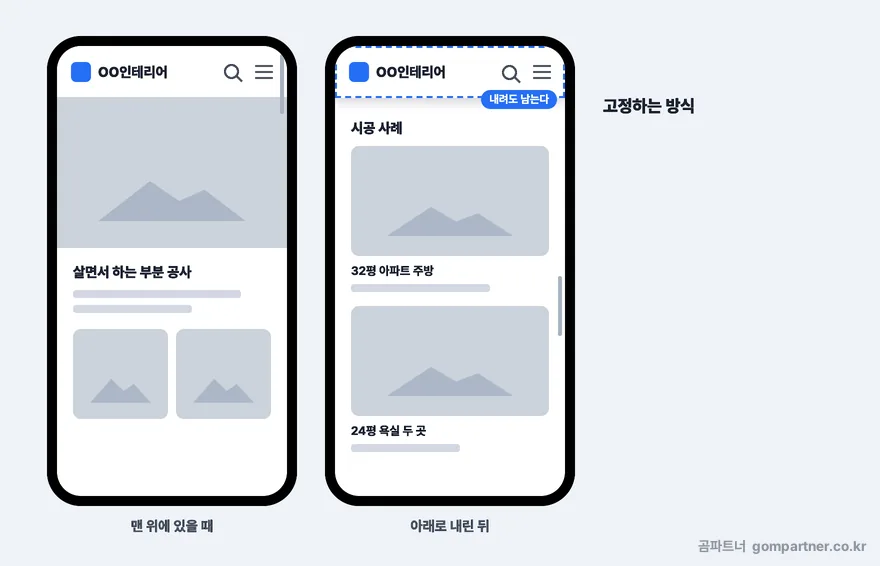 OO인테리어
살면서 하는 부분 공사
맨 위에 있을 때
OO인테리어
내려도 남는다
시공 사례
32평 아파트 주방
24평 욕실 두 곳
아래로 내린 뒤
고정하는 방식
곰파트너 gompartner.co.kr